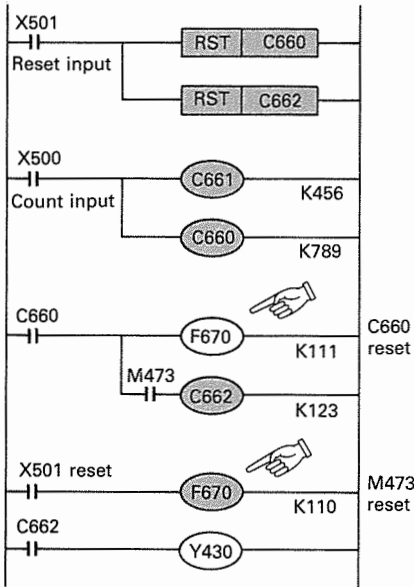 X501
RST C660
Reset input
RST C662
X500
C661
K456
Count input
C660
K789
C660
F670
K111
C660
reset
M473
C662
K123
X501 reset
F670
K110
M473
reset
C662
Y430